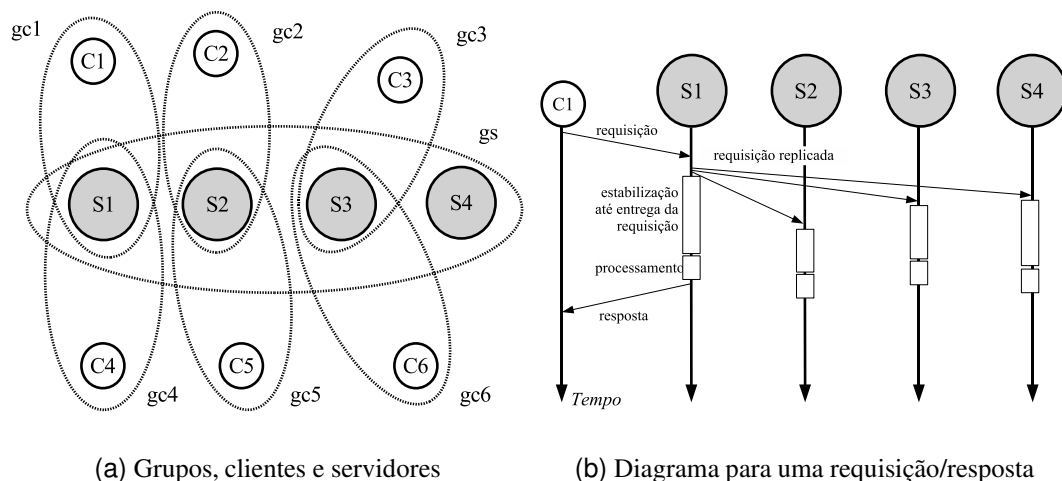 gc1
gc2
gc3
C1
C2
C3
gs
S1
S2
S3
S4
C4
C5
C6
gc4
gc5
gc6
(a) Grupos, clientes e servidores
C1
S1
S2
S3
S4
requisição
requisição replicada
estabilização
até entrega da
requisição
processamento
resposta
Tempo
(b) Diagrama para uma requisição/resposta